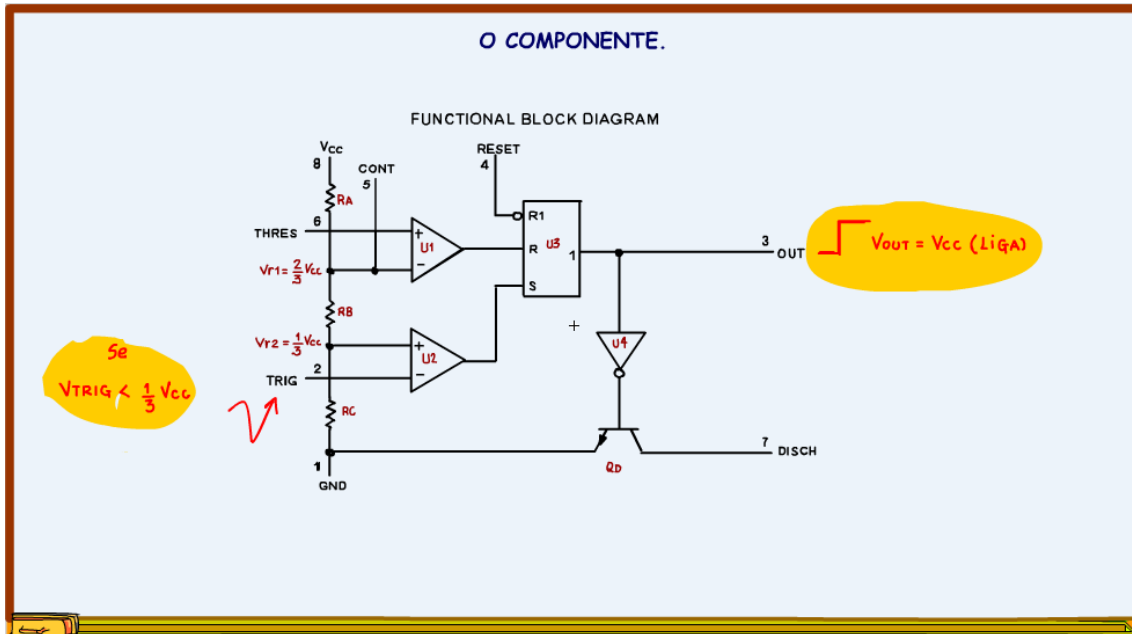 O COMPONENTE.
FUNCTIONAL BLOCK DIAGRAM
VCC
8
CONT
5
RESET
4
RA
6
THRES
+
-
U1
R1
R
S
U3
1
3
OUT
VOUT = VCC (LIGA)
Vr1 = 2/3 VCC
RB
Vr2 = 1/3 VCC
+
-
U2
U4
Se
VTRIG < 1/3 VCC
2
TRIG
RC
1
GND
QD
7
DISCH